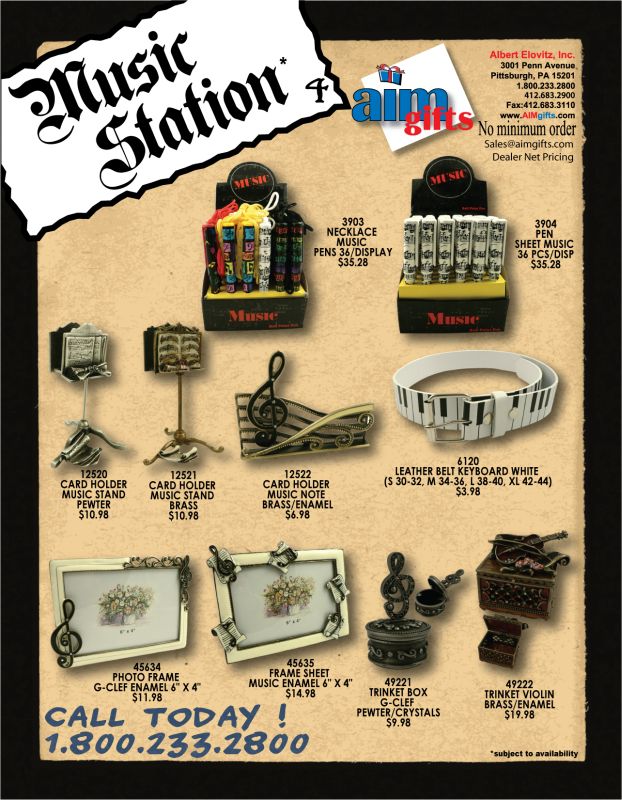 Music
Station*
aim
gifts
Albert Elovitz, Inc.
3001 Penn Avenue
Pittsburgh, PA 15201
1.800.233.2800
412.683.2900
Fax:412.683.3110
www.AIMgifts.com
No minimum order
Sales@aimgifts.com
Dealer Net Pricing
MUSIC
Music
3903
NECKLACE
MUSIC
PENS 36/DISPLAY
$35.28
MUSIC
Music
3904
PEN
SHEET MUSIC
36 PCS/DISP
$35.28
12520
CARD HOLDER
MUSIC STAND
PEWTER
$10.98
12521
CARD HOLDER
MUSIC STAND
BRASS
$10.98
12522
CARD HOLDER
MUSIC NOTE
BRASS/ENAMEL
$6.98
6120
LEATHER BELT KEYBOARD WHITE
(S 30-32, M 34-36, L 38-40, XL 42-44)
$3.98
6" x 4"
45634
PHOTO FRAME
G-CLEF ENAMEL 6" X 4"
$11.98
6" x 4"
45635
FRAME SHEET
MUSIC ENAMEL 6" X 4"
$14.98
49221
TRINKET BOX
G-CLEF
PEWTER/CRYSTALS
$9.98
49222
TRINKET VIOLIN
BRASS/ENAMEL
$19.98
CALL TODAY !
1.800.233.2800
*subject to availability